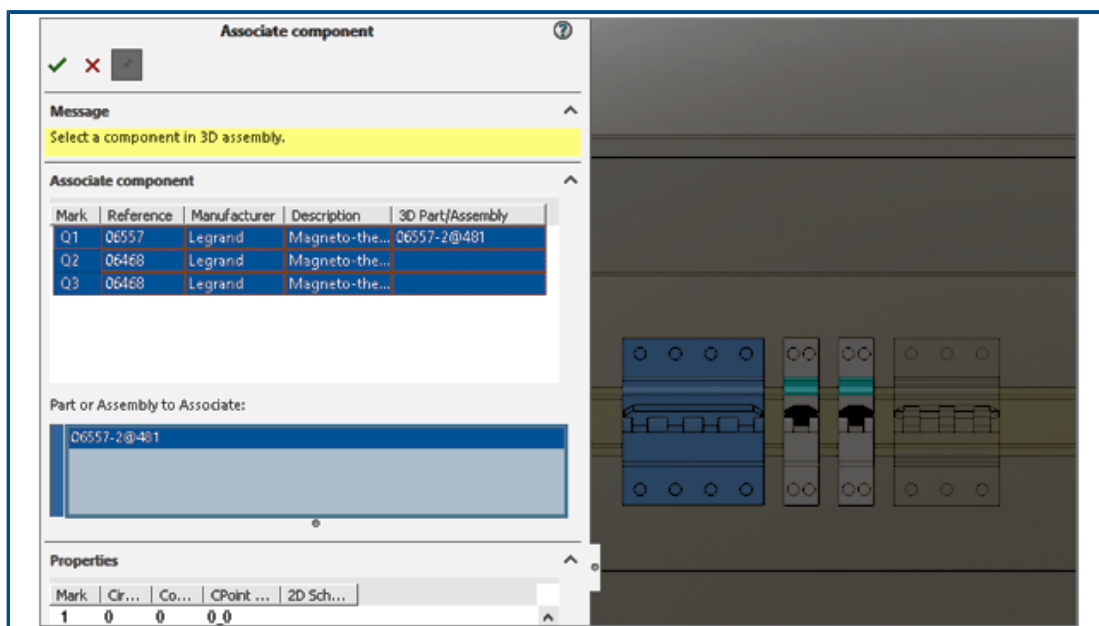 Associate component
Message
Select a component in 3D assembly.
Associate component
Mark Reference Manufacturer Description 3D Part/Assembly
Q1 06557 Legrand Magneto-the... 06557-2@481
Q2 06468 Legrand Magneto-the...
Q3 06468 Legrand Magneto-the...
Part or Assembly to Associate:
06557-2@481
Properties
Mark Cir... Co... CPoint ... 2D Sch...
1 0 0 0_0